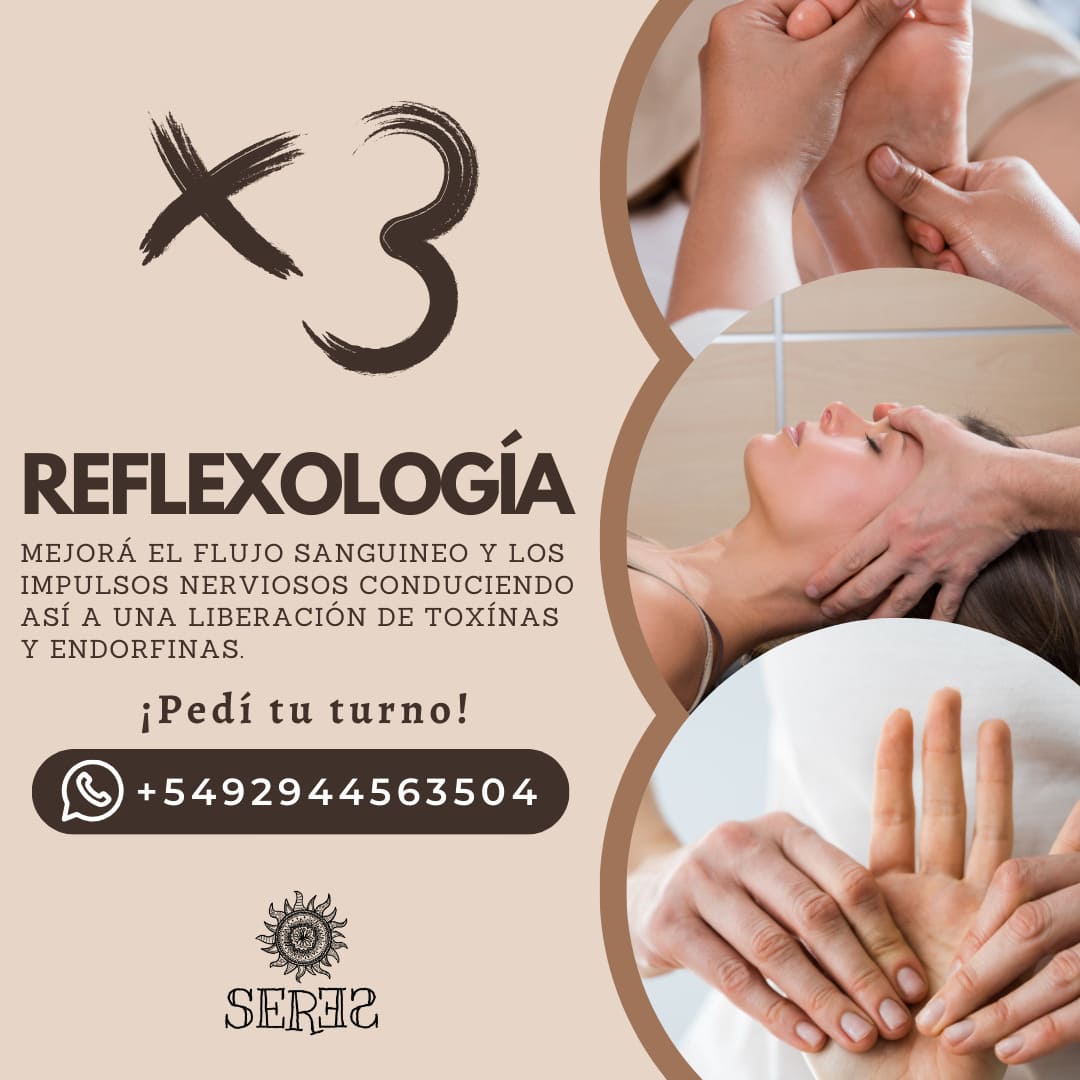 x3
REFLEXOLOGÍA
MEJORÁ EL FLUJO SANGUINEO Y LOS
IMPULSOS NERVIOSOS CONDUCIENDO
ASÍ A UNA LIBERACIÓN DE TOXÍNAS
Y ENDORFINAS.
¡Pedí tu turno!
+5492944563504
SERES